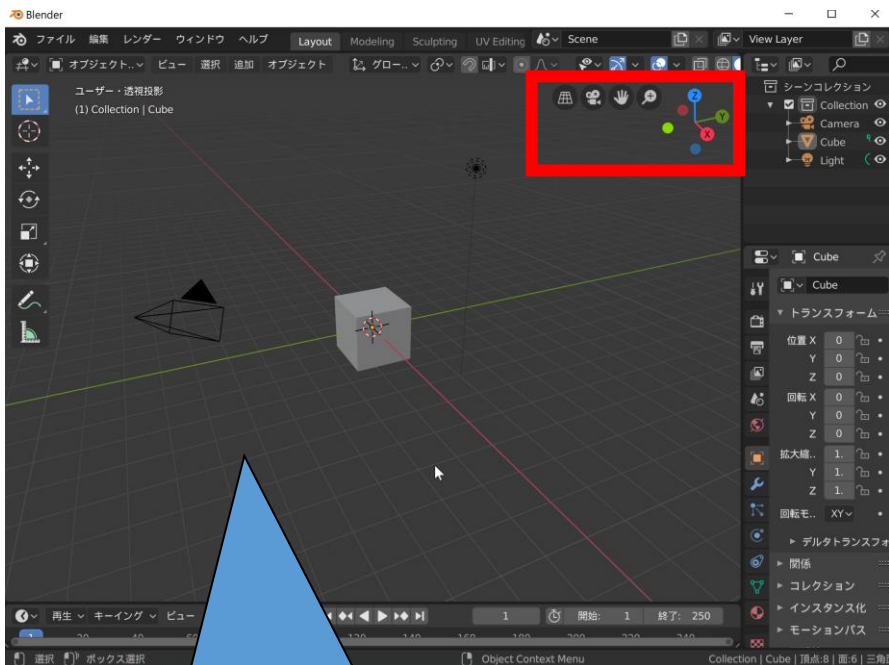 Blender
ファイル 編集 レンダー ウィンドウ ヘルプ Layout Modeling Sculpting UV Editing Scene View Layer
オブジェクト.. ビュー 選択 追加 オブジェクト グロー..
ユーザー・透視投影
(1) Collection | Cube
Z
Y
X
シーンコレクション
Collection
Camera
Cube
Light
Cube
Cube
トランスフォーム
位置 X 0
Y 0
Z 0
回転 X 0
Y 0
Z 0
拡大縮.. 1.
Y 1.
Z 1.
回転モ.. XY
デルタトランスフォ
関係
コレクション
インスタンス化
モーションパス
再生 キーイング ビュー 1 開始: 1 終了: 250
選択 ボックス選択 Object Context Menu Collection | Cube | 頂点:8 | 面:6 | 三角